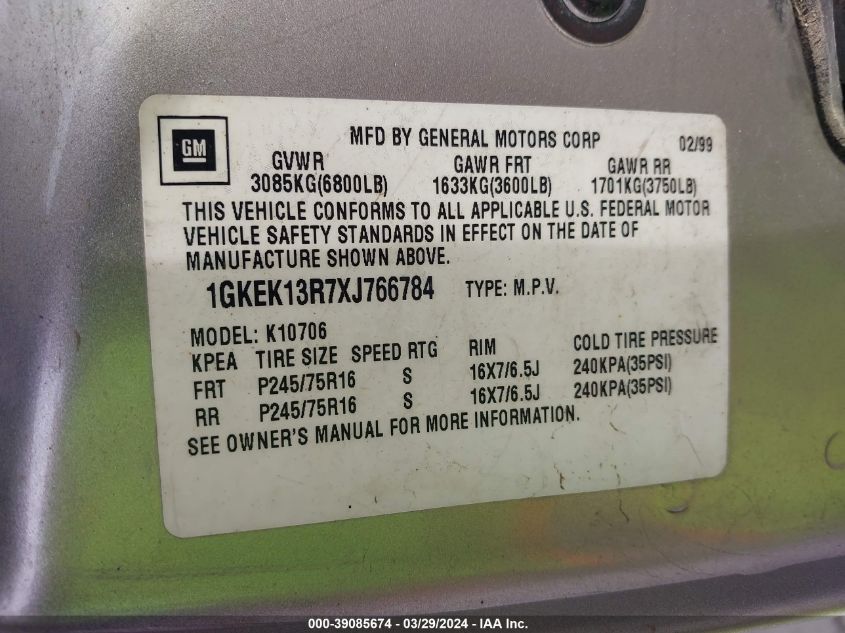 GM
MFD BY GENERAL MOTORS CORP 02/99
GVWR GAWR FRT GAWR RR
3085KG(6800LB) 1633KG(3600LB) 1701KG(3750LB)
THIS VEHICLE CONFORMS TO ALL APPLICABLE U.S. FEDERAL MOTOR
VEHICLE SAFETY STANDARDS IN EFFECT ON THE DATE OF
MANUFACTURE SHOWN ABOVE.
1GKEK13R7XJ766784 TYPE: M.P.V.
MODEL: K10706
KPEA TIRE SIZE SPEED RTG RIM COLD TIRE PRESSURE
FRT P245/75R16 S 16X7/6.5J 240KPA(35PSI)
RR P245/75R16 S 16X7/6.5J 240KPA(35PSI)
SEE OWNER'S MANUAL FOR MORE INFORMATION.
000-39085674 / 03/29/2024 - IAA Inc.